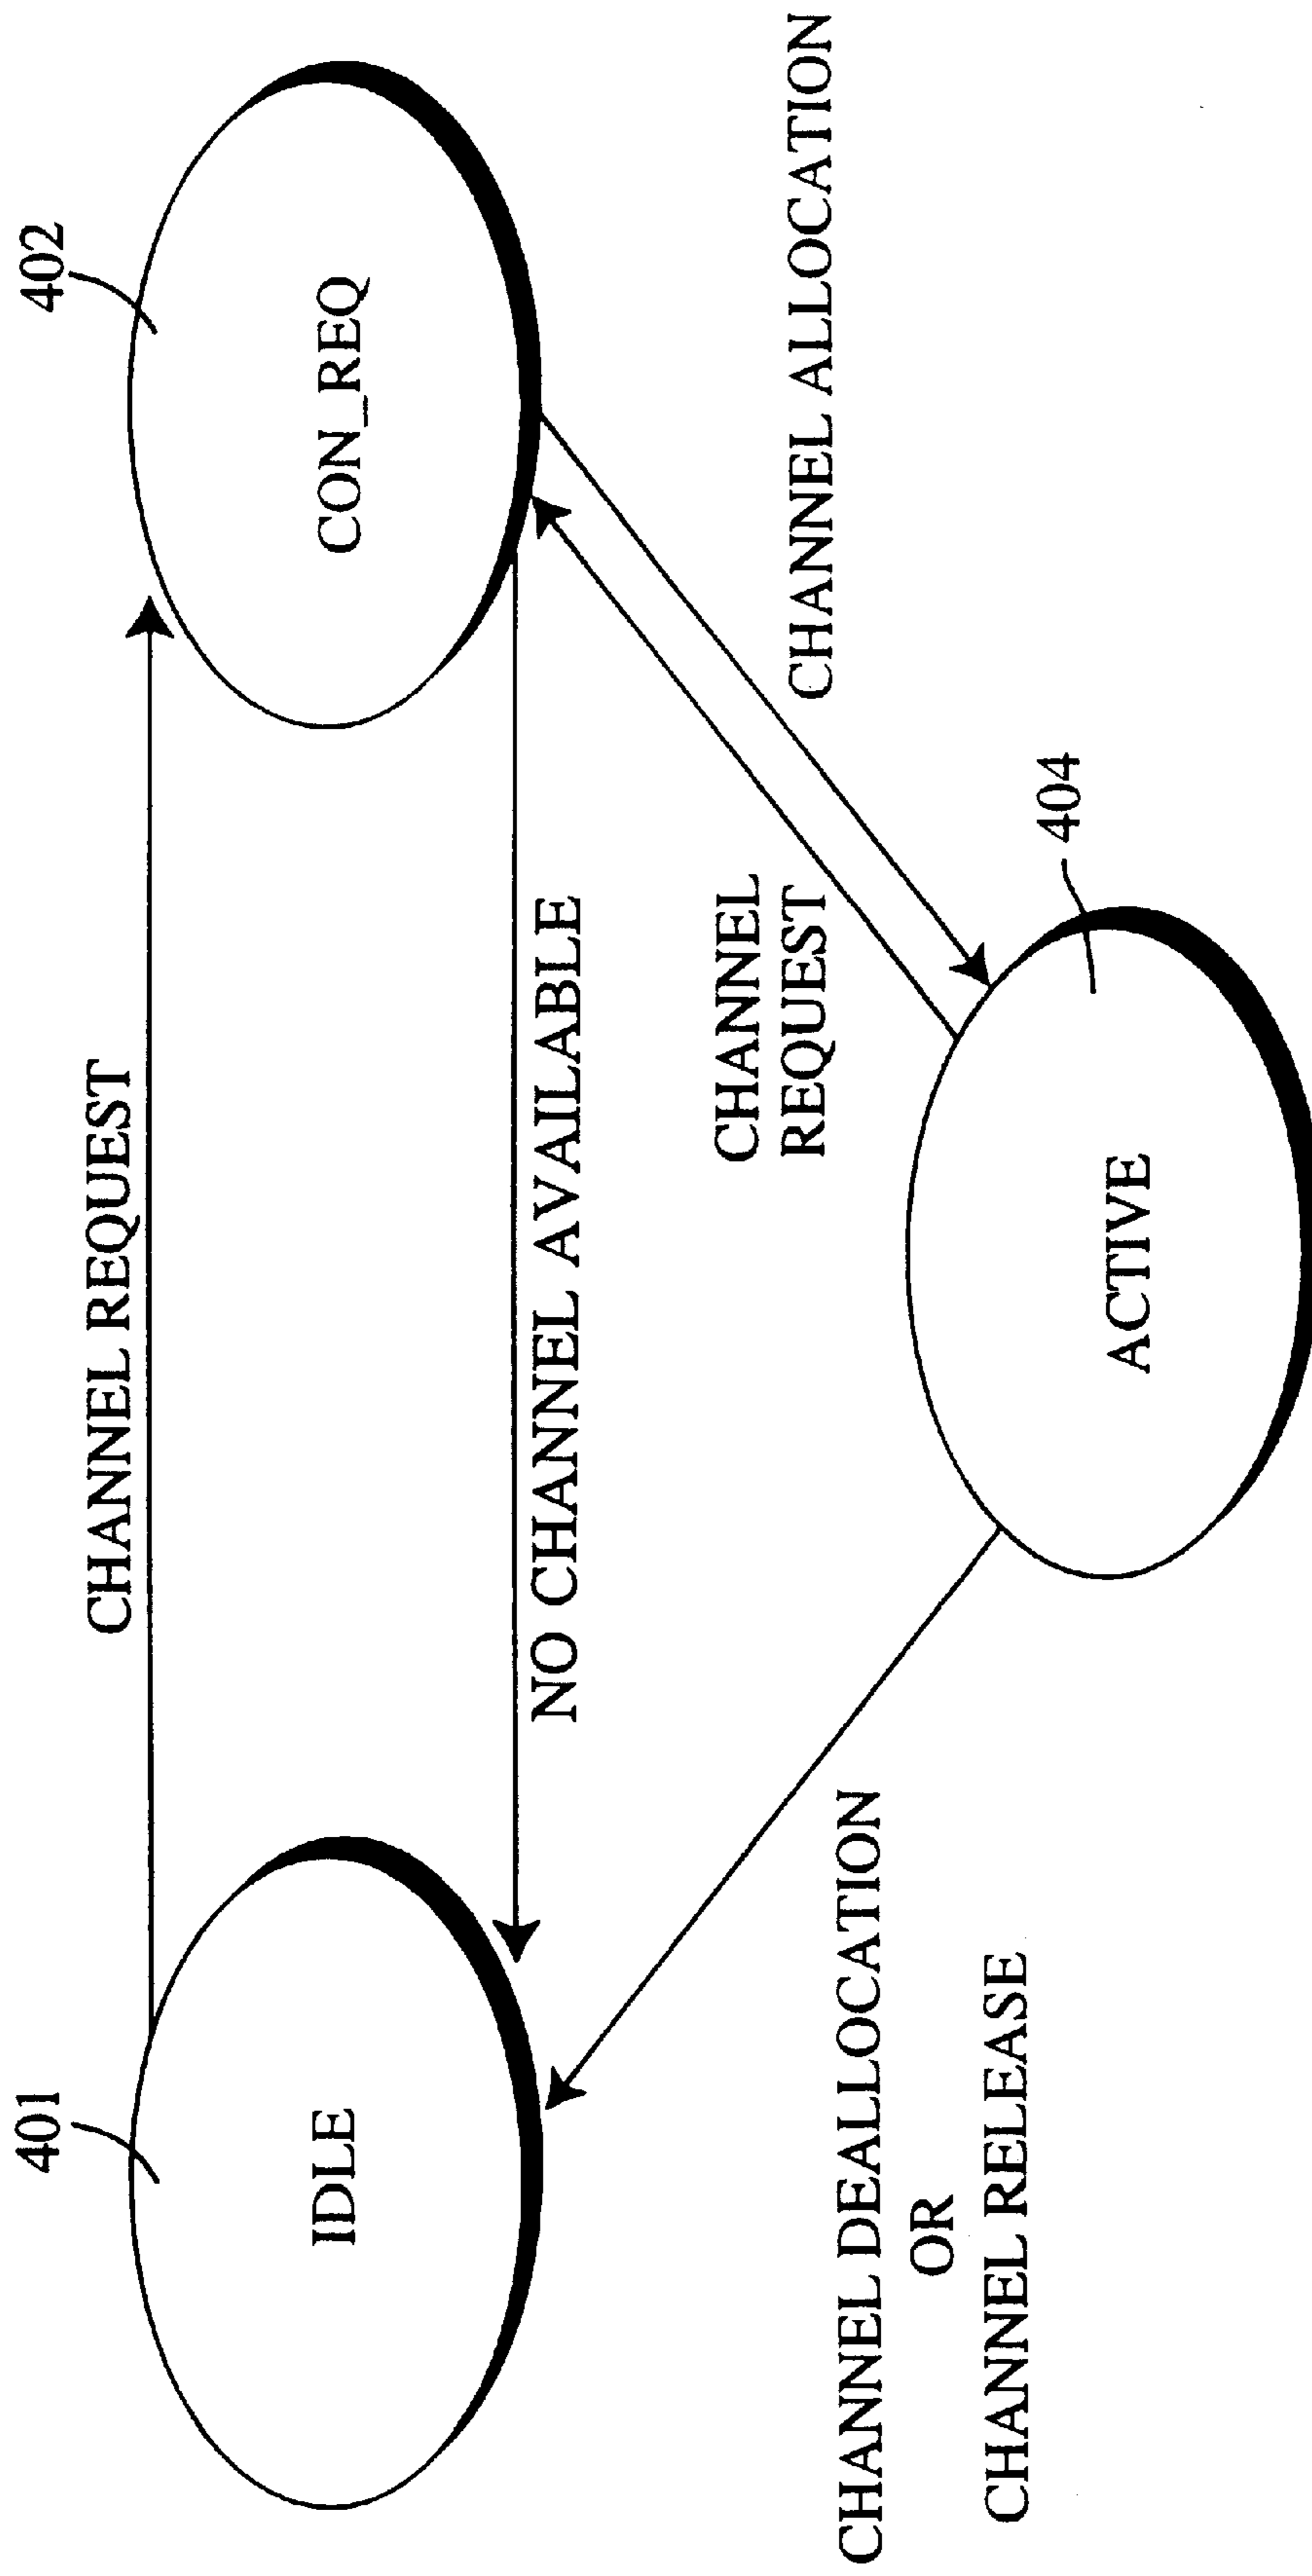 401
402
CHANNEL REQUEST
IDLE
CON_REQ
NO CHANNEL AVAILABLE
CHANNEL
REQUEST
CHANNEL ALLOCATION
CHANNEL DEALLOCATION
OR
CHANNEL RELEASE
404
ACTIVE